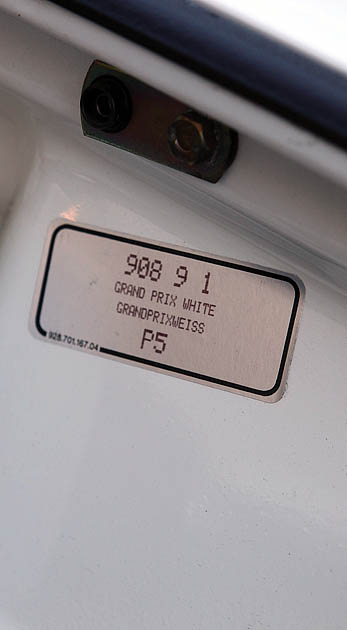 908 9 1
GRAND PRIX WHITE
GRANDPRIXWEISS
P5
928.701.167.04